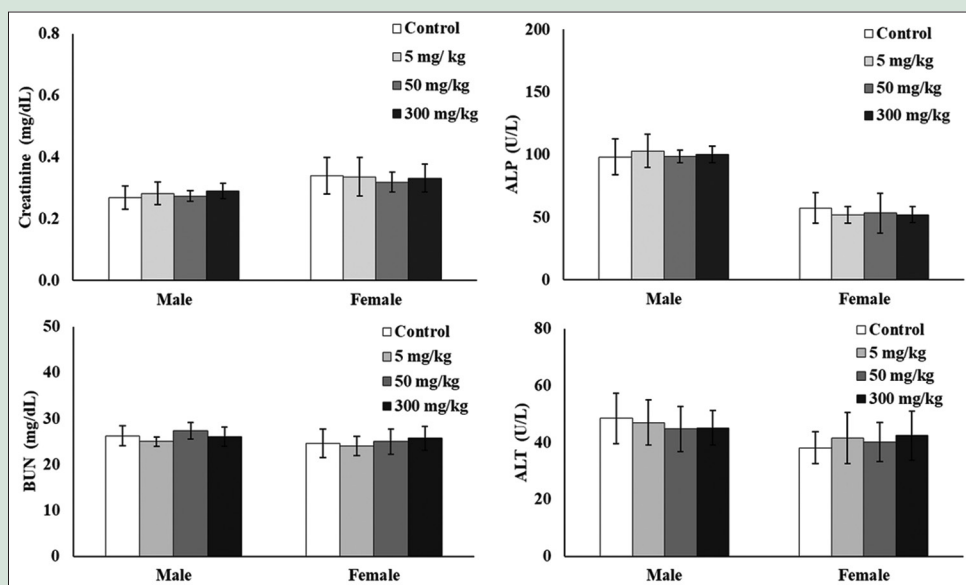 Creatinine (mg/dL)
0.8
0.6
0.4
0.2
0.0
Control
5 mg/ kg
50 mg/kg
300 mg/kg
Male
Female
ALP (U/L)
200
150
100
50
0
Control
5 mg/kg
50 mg/kg
300 mg/kg
Male
Female
BUN (mg/dL)
50
40
30
20
10
0
Control
5 mg/kg
50 mg/kg
300 mg/kg
Male
Female
ALT (U/L)
80
60
40
20
0
Control
5 mg/kg
50 mg/kg
300 mg/kg
Male
Female